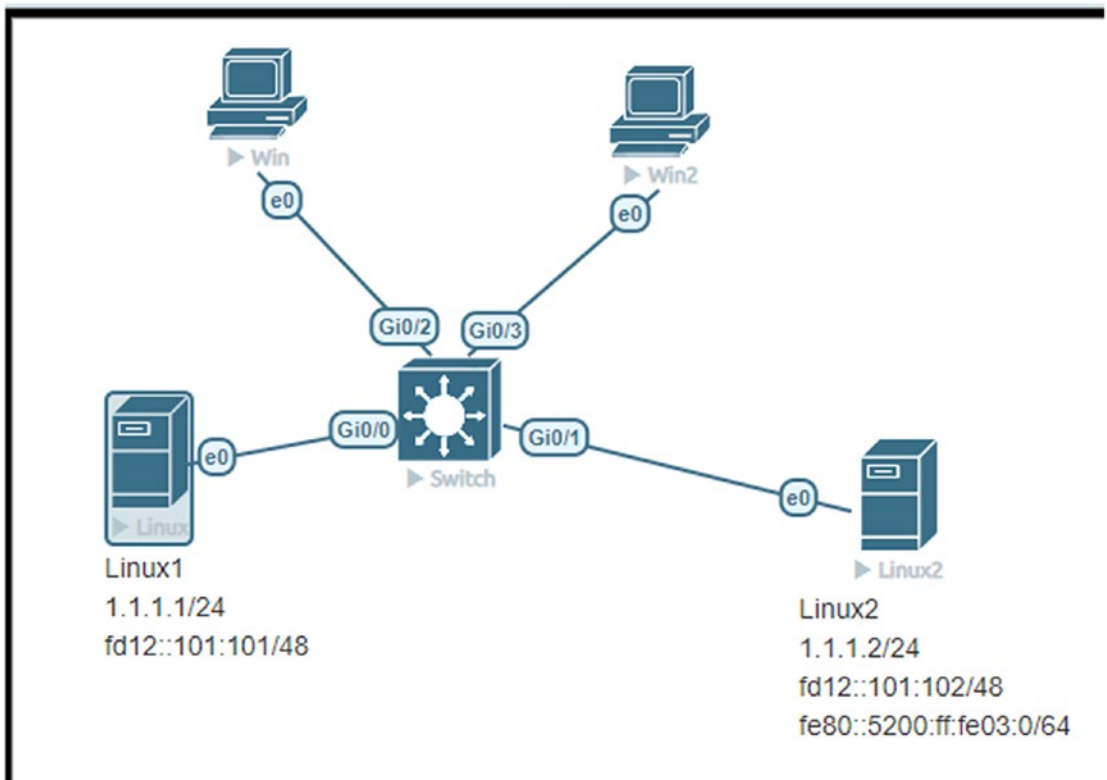 Win
Win2
e0
e0
Gi0/2
Gi0/3
Gi0/0
Gi0/1
e0
e0
Switch
Linux
Linux2
Linux1
1.1.1.1/24
fd12::101:101/48
Linux2
1.1.1.2/24
fd12::101:102/48
fe80::5200:ff:fe03:0/64